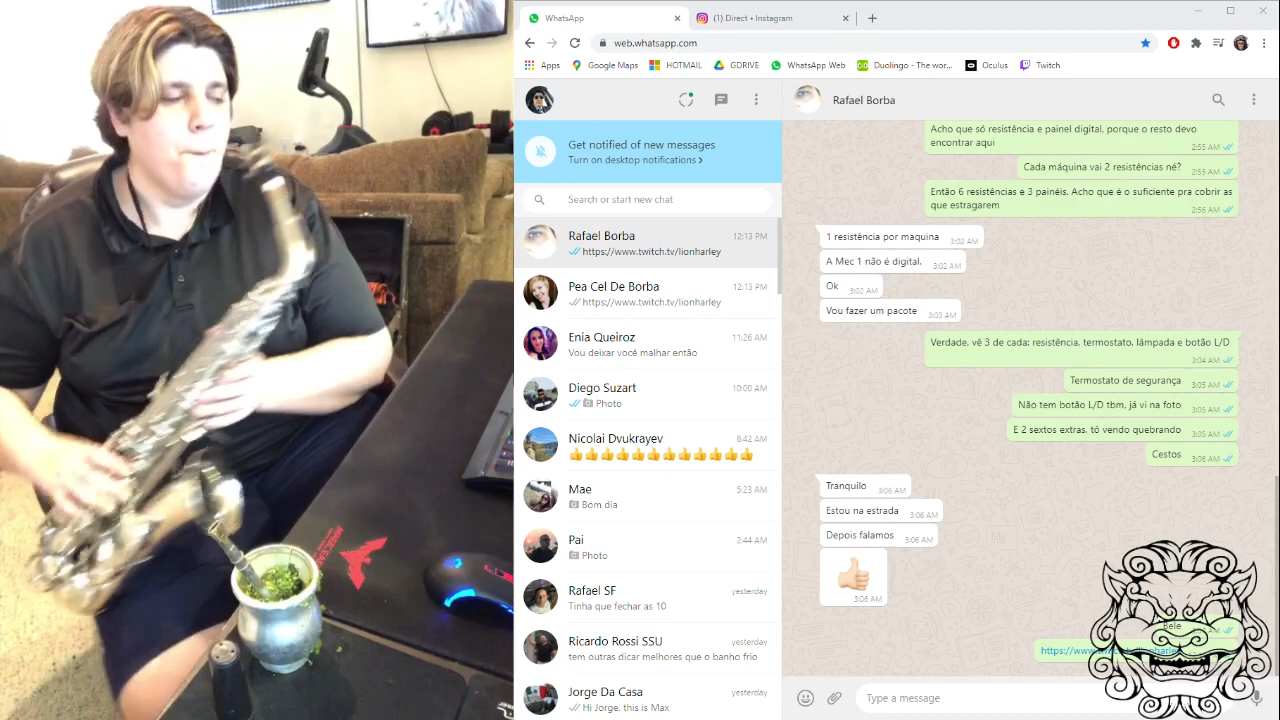 WhatsApp
(1) Direct • Instagram
web.whatsapp.com
Apps
Google Maps
HOTMAIL
GDRIVE
WhatsApp Web
Duolingo - The wor...
Oculus
Twitch
Get notified of new messages
Turn on desktop notifications
Search or start new chat
Rafael Borba
12:13 PM
https://www.twitch.tv/lionharley
Pea Cel De Borba
12:13 PM
https://www.twitch.tv/lionharley
Enia Queiroz
11:26 AM
Vou deixar você malhar então
Diego Suzart
10:00 AM
Photo
Nicolai Dvukrayev
8:42 AM
👍👍👍👍👍👍👍👍👍👍👍👍
Mae
5:23 AM
Bom dia
Pai
2:44 AM
Photo
Rafael SF
yesterday
Tinha que fechar as 10
Ricardo Rossi SSU
yesterday
tem outras dicar melhores que o banho frio
Jorge Da Casa
yesterday
Hi Jorge, this is Max
Rafael Borba
Acho que só resistência e painel digital, porque o resto devo
encontrar aqui
2:55 AM
Cada máquina vai 2 resistências né?
2:55 AM
Então 6 resistências e 3 painéis. Acho que é o suficiente pra cobrir as
que estragarem
2:56 AM
1 resistência por maquina
3:02 AM
A Mec 1 não é digital.
3:02 AM
Ok
3:02 AM
Vou fazer um pacote
3:03 AM
Verdade, vê 3 de cada: resistência, termostato, lâmpada e botão L/D
3:04 AM
Termostato de segurança
3:05 AM
Não tem botão L/D tbm, já vi na foto
3:05 AM
E 2 sextos extras, tô vendo quebrando
3:05 AM
Cestos
3:06 AM
Tranquilo
3:06 AM
Estou na estrada
3:06 AM
Depois falamos
3:06 AM
👍🏻
3:06 AM
Bele
Type a message